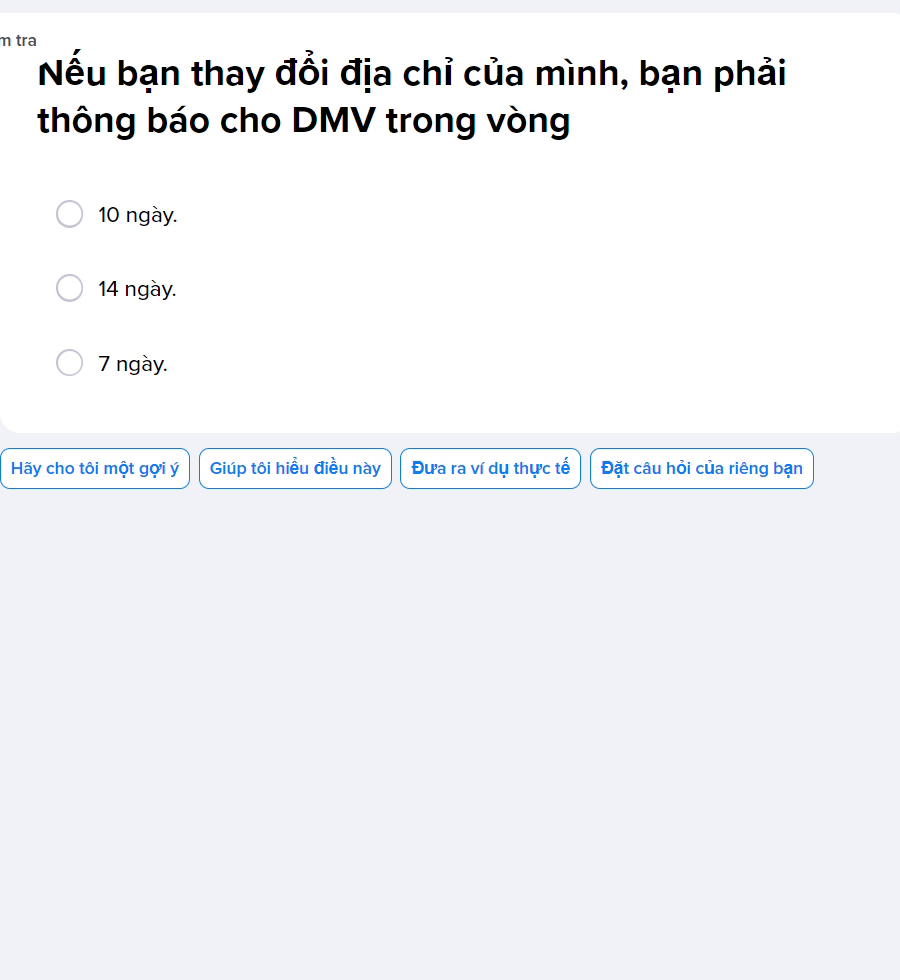 m tra
Nếu bạn thay đổi địa chỉ của mình, bạn phải
thông báo cho DMV trong vòng
10 ngày.
14 ngày.
7 ngày.
Hãy cho tôi một gợi ý
Giúp tôi hiểu điều này
Đưa ra ví dụ thực tế
Đặt câu hỏi của riêng bạn